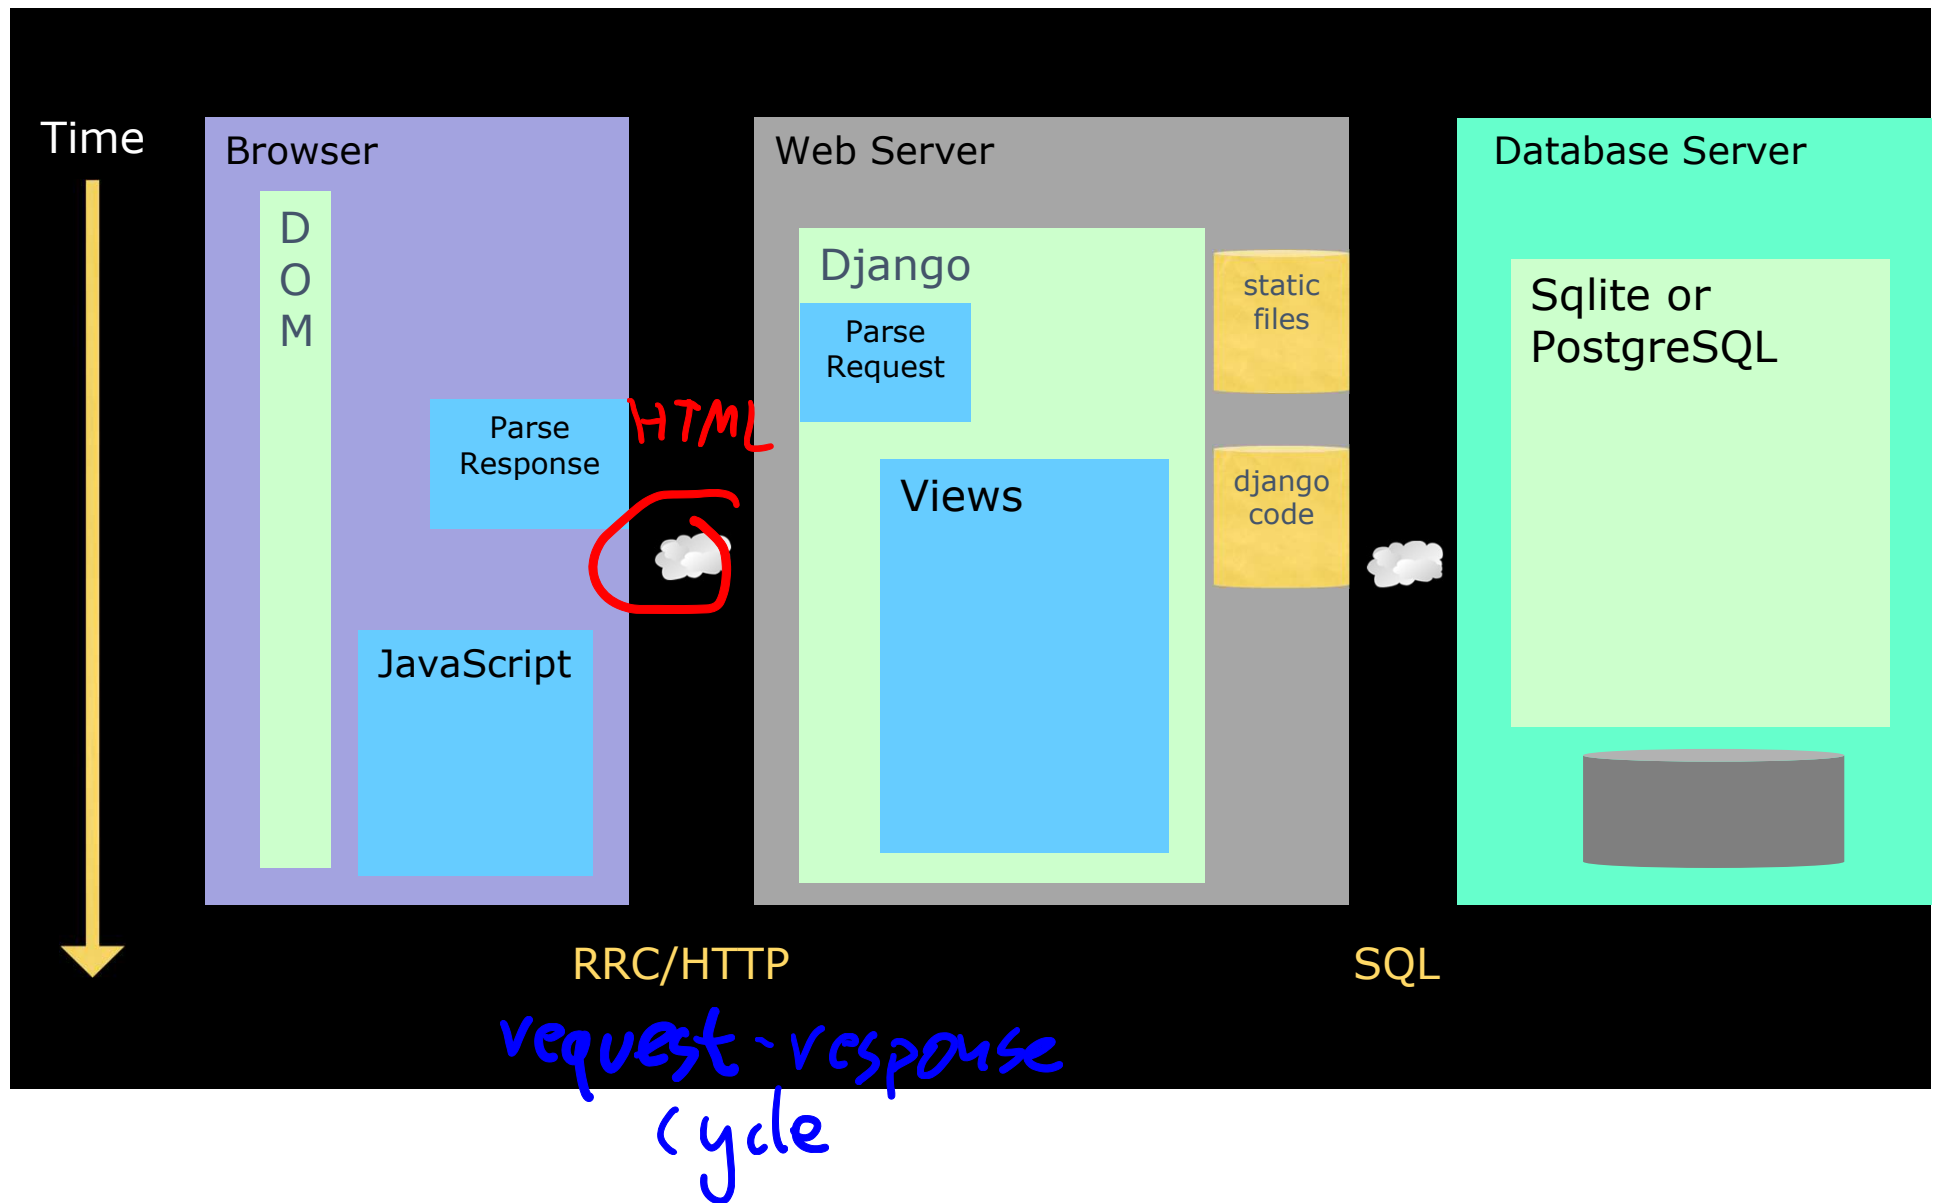 Time
Browser
D
O
M
Parse
Response
JavaScript
HTML
Web Server
Django
Parse
Request
Views
static
files
django
code
Database Server
Sqlite or
PostgreSQL
RRC/HTTP
SQL
request-response
cycle